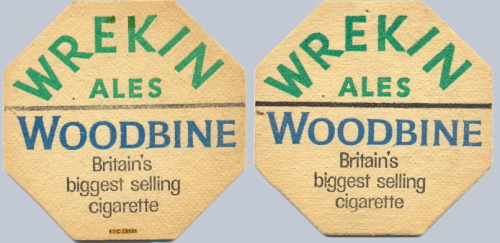 WREKIN
ALES
WOODBINE
Britain's
biggest selling
cigarette
WREKIN
ALES
WOODBINE
Britain's
biggest selling
cigarette